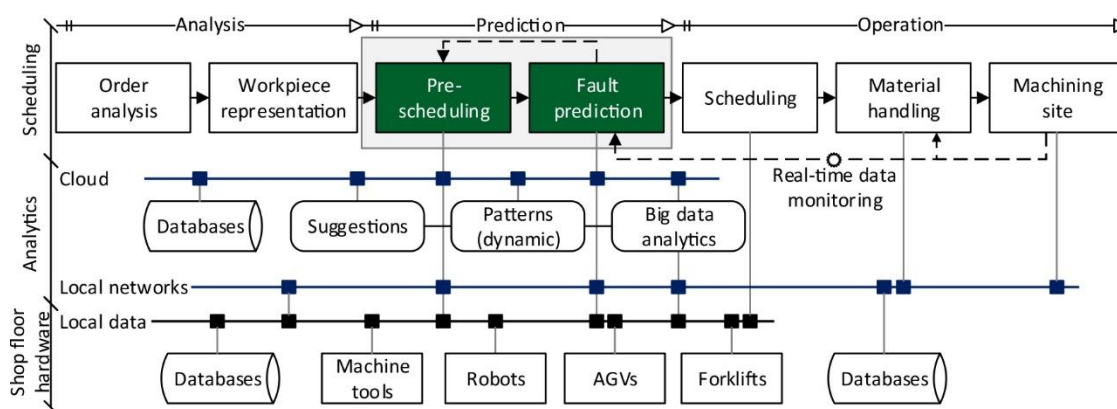 Analysis
Prediction
Operation
Scheduling
Order
analysis
Workpiece
representation
Pre-
scheduling
Fault
prediction
Scheduling
Material
handling
Machining
site
Real-time data
monitoring
Analytics
Cloud
Databases
Suggestions
Patterns
(dynamic)
Big data
analytics
Local networks
Shop floor
hardware
Local data
Databases
Machine
tools
Robots
AGVs
Forklifts
Databases